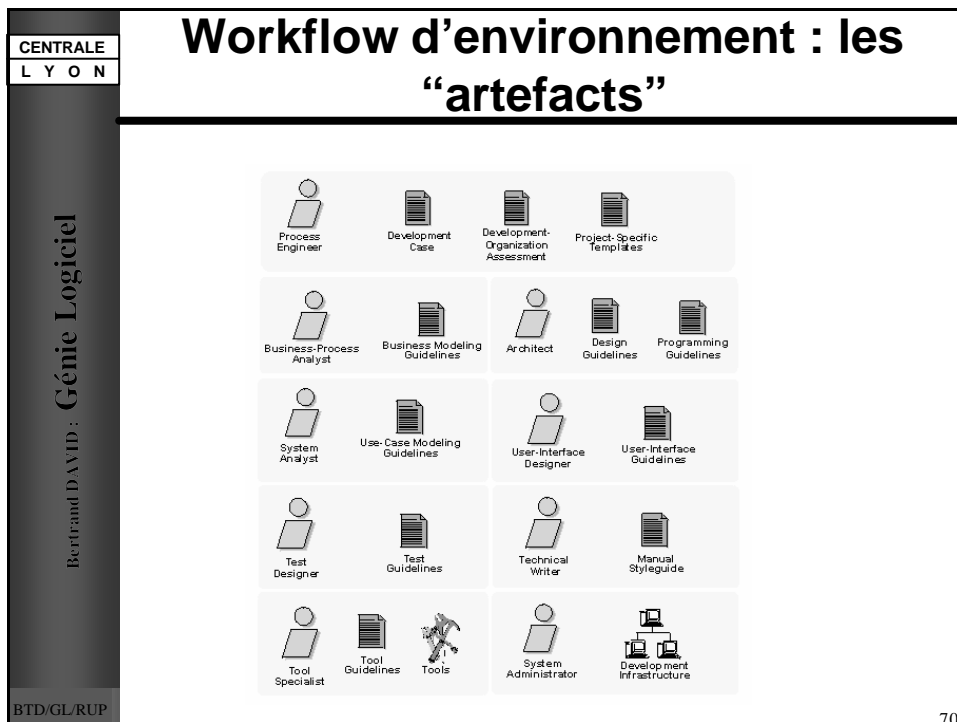 CENTRALE
L Y O N
Workflow d’environnement : les
“artefacts”
Bertrand DAVID : Génie Logiciel
Process
Engineer
Development
Case
Development-
Organization
Assessment
Project-Specific
Templates
Business-Process
Analyst
Business Modeling
Guidelines
Architect
Design
Guidelines
Programming
Guidelines
System
Analyst
Use-Case Modeling
Guidelines
User-Interface
Designer
User-Interface
Guidelines
Test
Designer
Test
Guidelines
Technical
Writer
Manual
Styleguide
Tool
Specialist
Tool
Guidelines
Tools
System
Administrator
Development
Infrastructure
BTD/GL/RUP
70